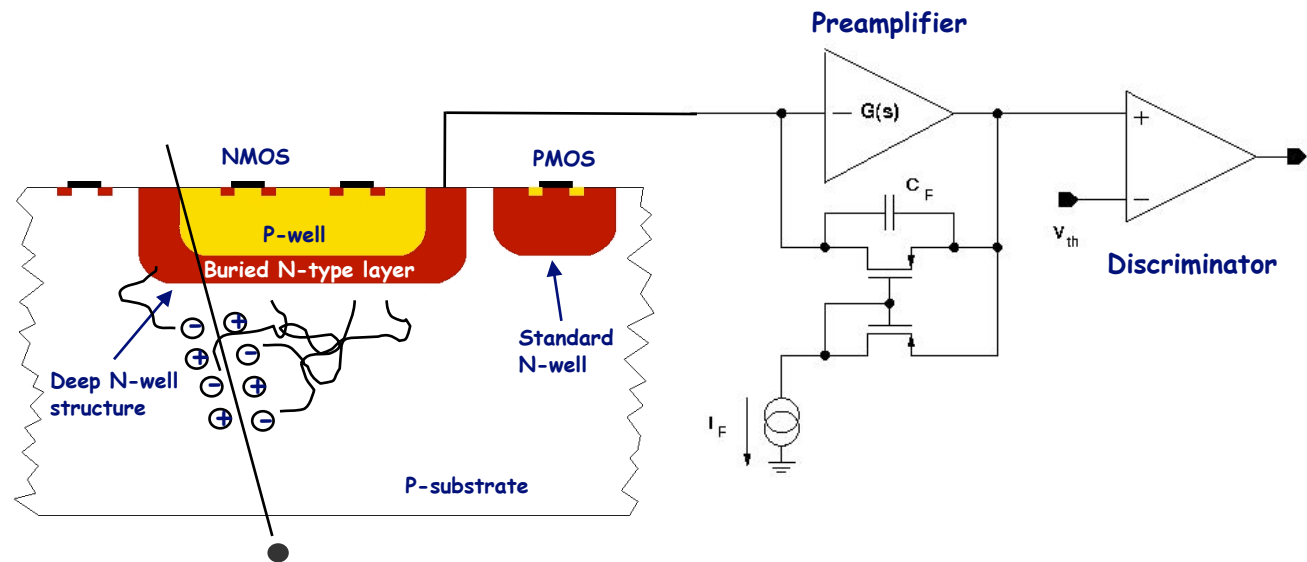 Preamplifier
− G(s)
NMOS
PMOS
C F
+
−
V th
P-well
Buried N-type layer
Discriminator
− +
+ −
− +
+ −
Standard
N-well
Deep N-well
structure
I F
P-substrate